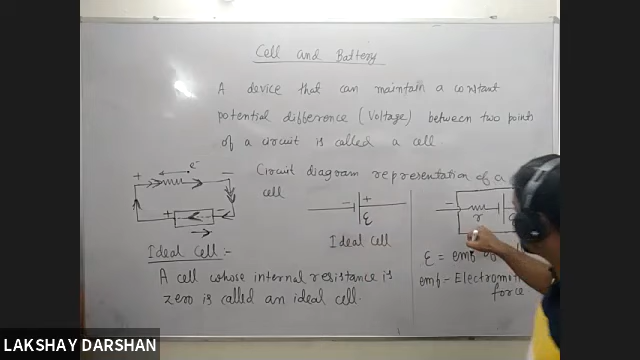 Cell and Battery
A device that can maintain a constant
potential difference (Voltage) between two points
of a circuit is called a cell.
Circuit diagram representation of a
cell
+ e⁻ −
+ −
− +
ε
Ideal Cell
− r
Ideal Cell :-
A cell whose internal resistance is
zero is called an ideal cell.
ε = emf of
emf - Electromoti
force
LAKSHAY DARSHAN